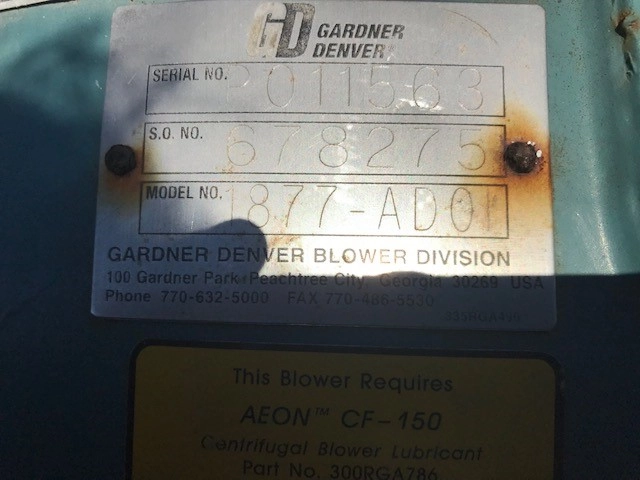 GD GARDNER
DENVER
SERIAL NO. 2011563
S.O. NO. 678275
MODEL NO. 1877-AD01
GARDNER DENVER BLOWER DIVISION
100 Gardner Park Peachtree City, Georgia 30269 USA
Phone 770-632-5000 FAX 770-486-5530
This Blower Requires
AEON™ CF-150
Centrifugal Blower Lubricant
Part No. 300RGA786